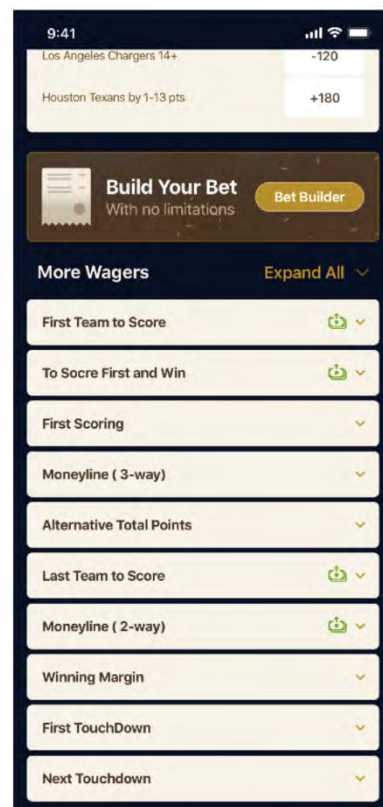 9:41
Los Angeles Chargers 14+
-120
Houston Texans by 1-13 pts
+180
Build Your Bet
With no limitations
Bet Builder
More Wagers
Expand All
First Team to Score
To Socre First and Win
First Scoring
Moneyline ( 3-way)
Alternative Total Points
Last Team to Score
Moneyline ( 2-way)
Winning Margin
First TouchDown
Next Touchdown